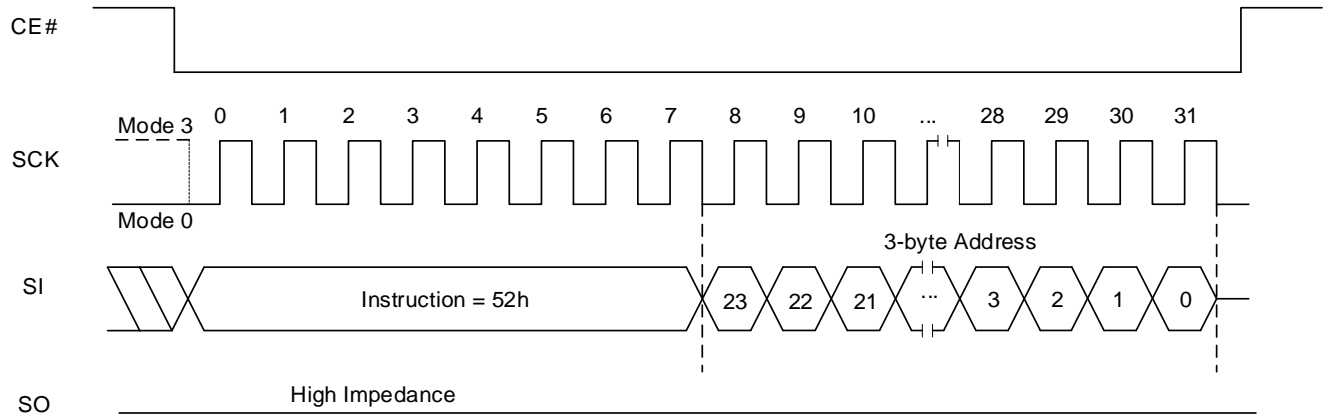 CE#
0 1 2 3 4 5 6 7 8 9 10 ... 28 29 30 31
Mode 3
SCK
Mode 0
3-byte Address
SI
Instruction = 52h
23 22 21 ... 3 2 1 0
High Impedance
SO